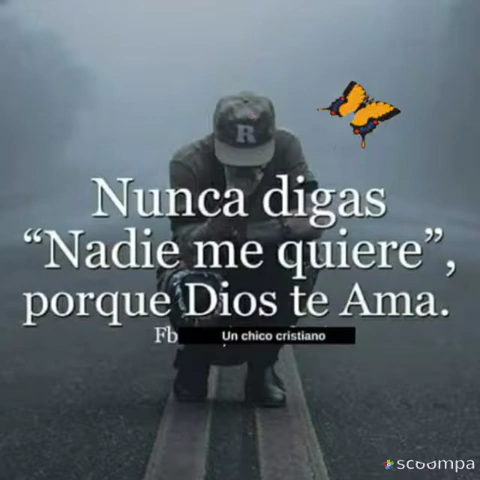 R
Nunca digas
“Nadie me quiere”,
porque Dios te Ama.
Fb
Un chico cristiano
scoompa